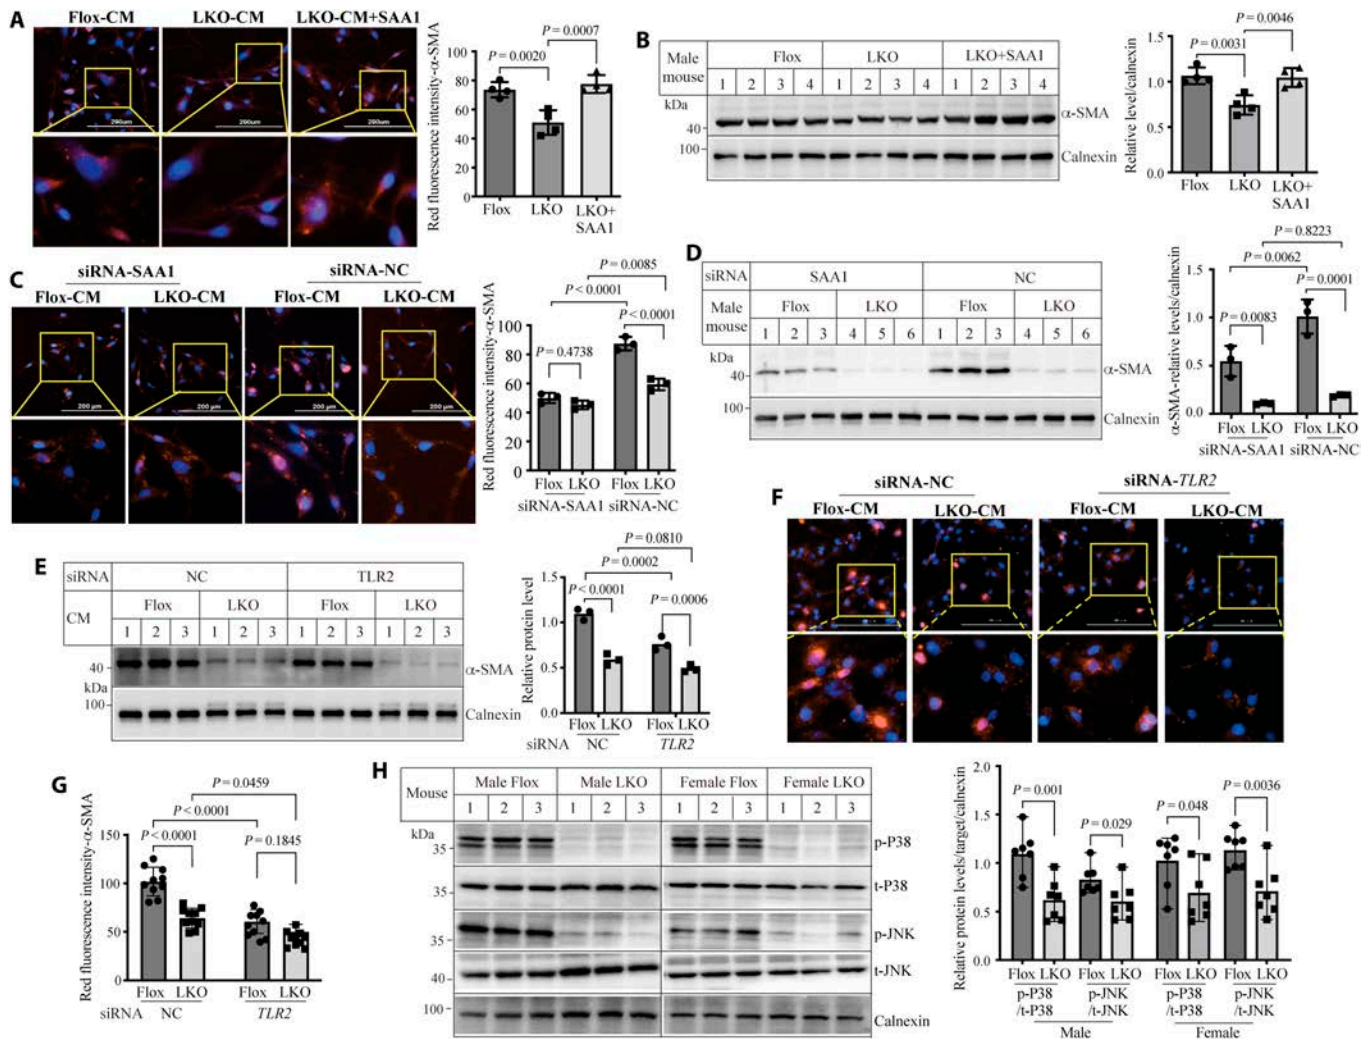 A
Flox-CM LKO-CM LKO-CM+SAA1
290um 290um 290um
Red fluorescence intensity-α-SMA
100
80
60
40
20
0
P = 0.0007
P = 0.0020
Flox LKO LKO+
SAA1
B
Male
mouse
Flox LKO LKO+SAA1
1 2 3 4 1 2 3 4 1 2 3 4
kDa
40
100
α-SMA
Calnexin
Relative level/calnexin
1.5
1.0
0.5
0.0
P = 0.0046
P = 0.0031
Flox LKO LKO+
SAA1
C
siRNA-SAA1 siRNA-NC
Flox-CM LKO-CM Flox-CM LKO-CM
200 μm 200 μm 200 μm 200 μm
Red fluorescence intensity-α-SMA
100
80
60
40
20
0
P = 0.0085
P < 0.0001
P < 0.0001
P = 0.4738
Flox LKO Flox LKO
siRNA-SAA1 siRNA-NC
D
siRNA SAA1 NC
Male
mouse
Flox LKO Flox LKO
1 2 3 4 5 6 1 2 3 4 5 6
kDa
40
100
α-SMA
Calnexin
α-SMA-relative levels/calnexin
1.5
1.0
0.5
0.0
P = 0.8223
P = 0.0062
P = 0.0001
P = 0.0083
Flox LKO Flox LKO
siRNA-SAA1 siRNA-NC
E
siRNA NC TLR2
CM Flox LKO Flox LKO
1 2 3 1 2 3 1 2 3 1 2 3
40
kDa
100
α-SMA
Calnexin
Relative protein level
1.5
1.0
0.5
0.0
P = 0.0810
P = 0.0002
P < 0.0001
P = 0.0006
Flox LKO Flox LKO
siRNA NC TLR2
F
siRNA-NC siRNA-TLR2
Flox-CM LKO-CM Flox-CM LKO-CM
G
Red fluorescence intensity-α-SMA
150
100
50
0
P = 0.0459
P < 0.0001
P < 0.0001
P = 0.1845
Flox LKO Flox LKO
siRNA NC TLR2
H
Mouse
Male Flox Male LKO Female Flox Female LKO
1 2 3 1 2 3 1 2 3 1 2 3
kDa
35
35
35
40
100
p-P38
t-P38
p-JNK
t-JNK
Calnexin
Relative protein levels/target/calnexin
2.0
1.5
1.0
0.5
0.0
P = 0.001
P = 0.029
P = 0.048
P = 0.0036
Flox LKO Flox LKO Flox LKO Flox LKO
p-P38 p-JNK p-P38 p-JNK
/t-P38 /t-JNK /t-P38 /t-JNK
Male Female